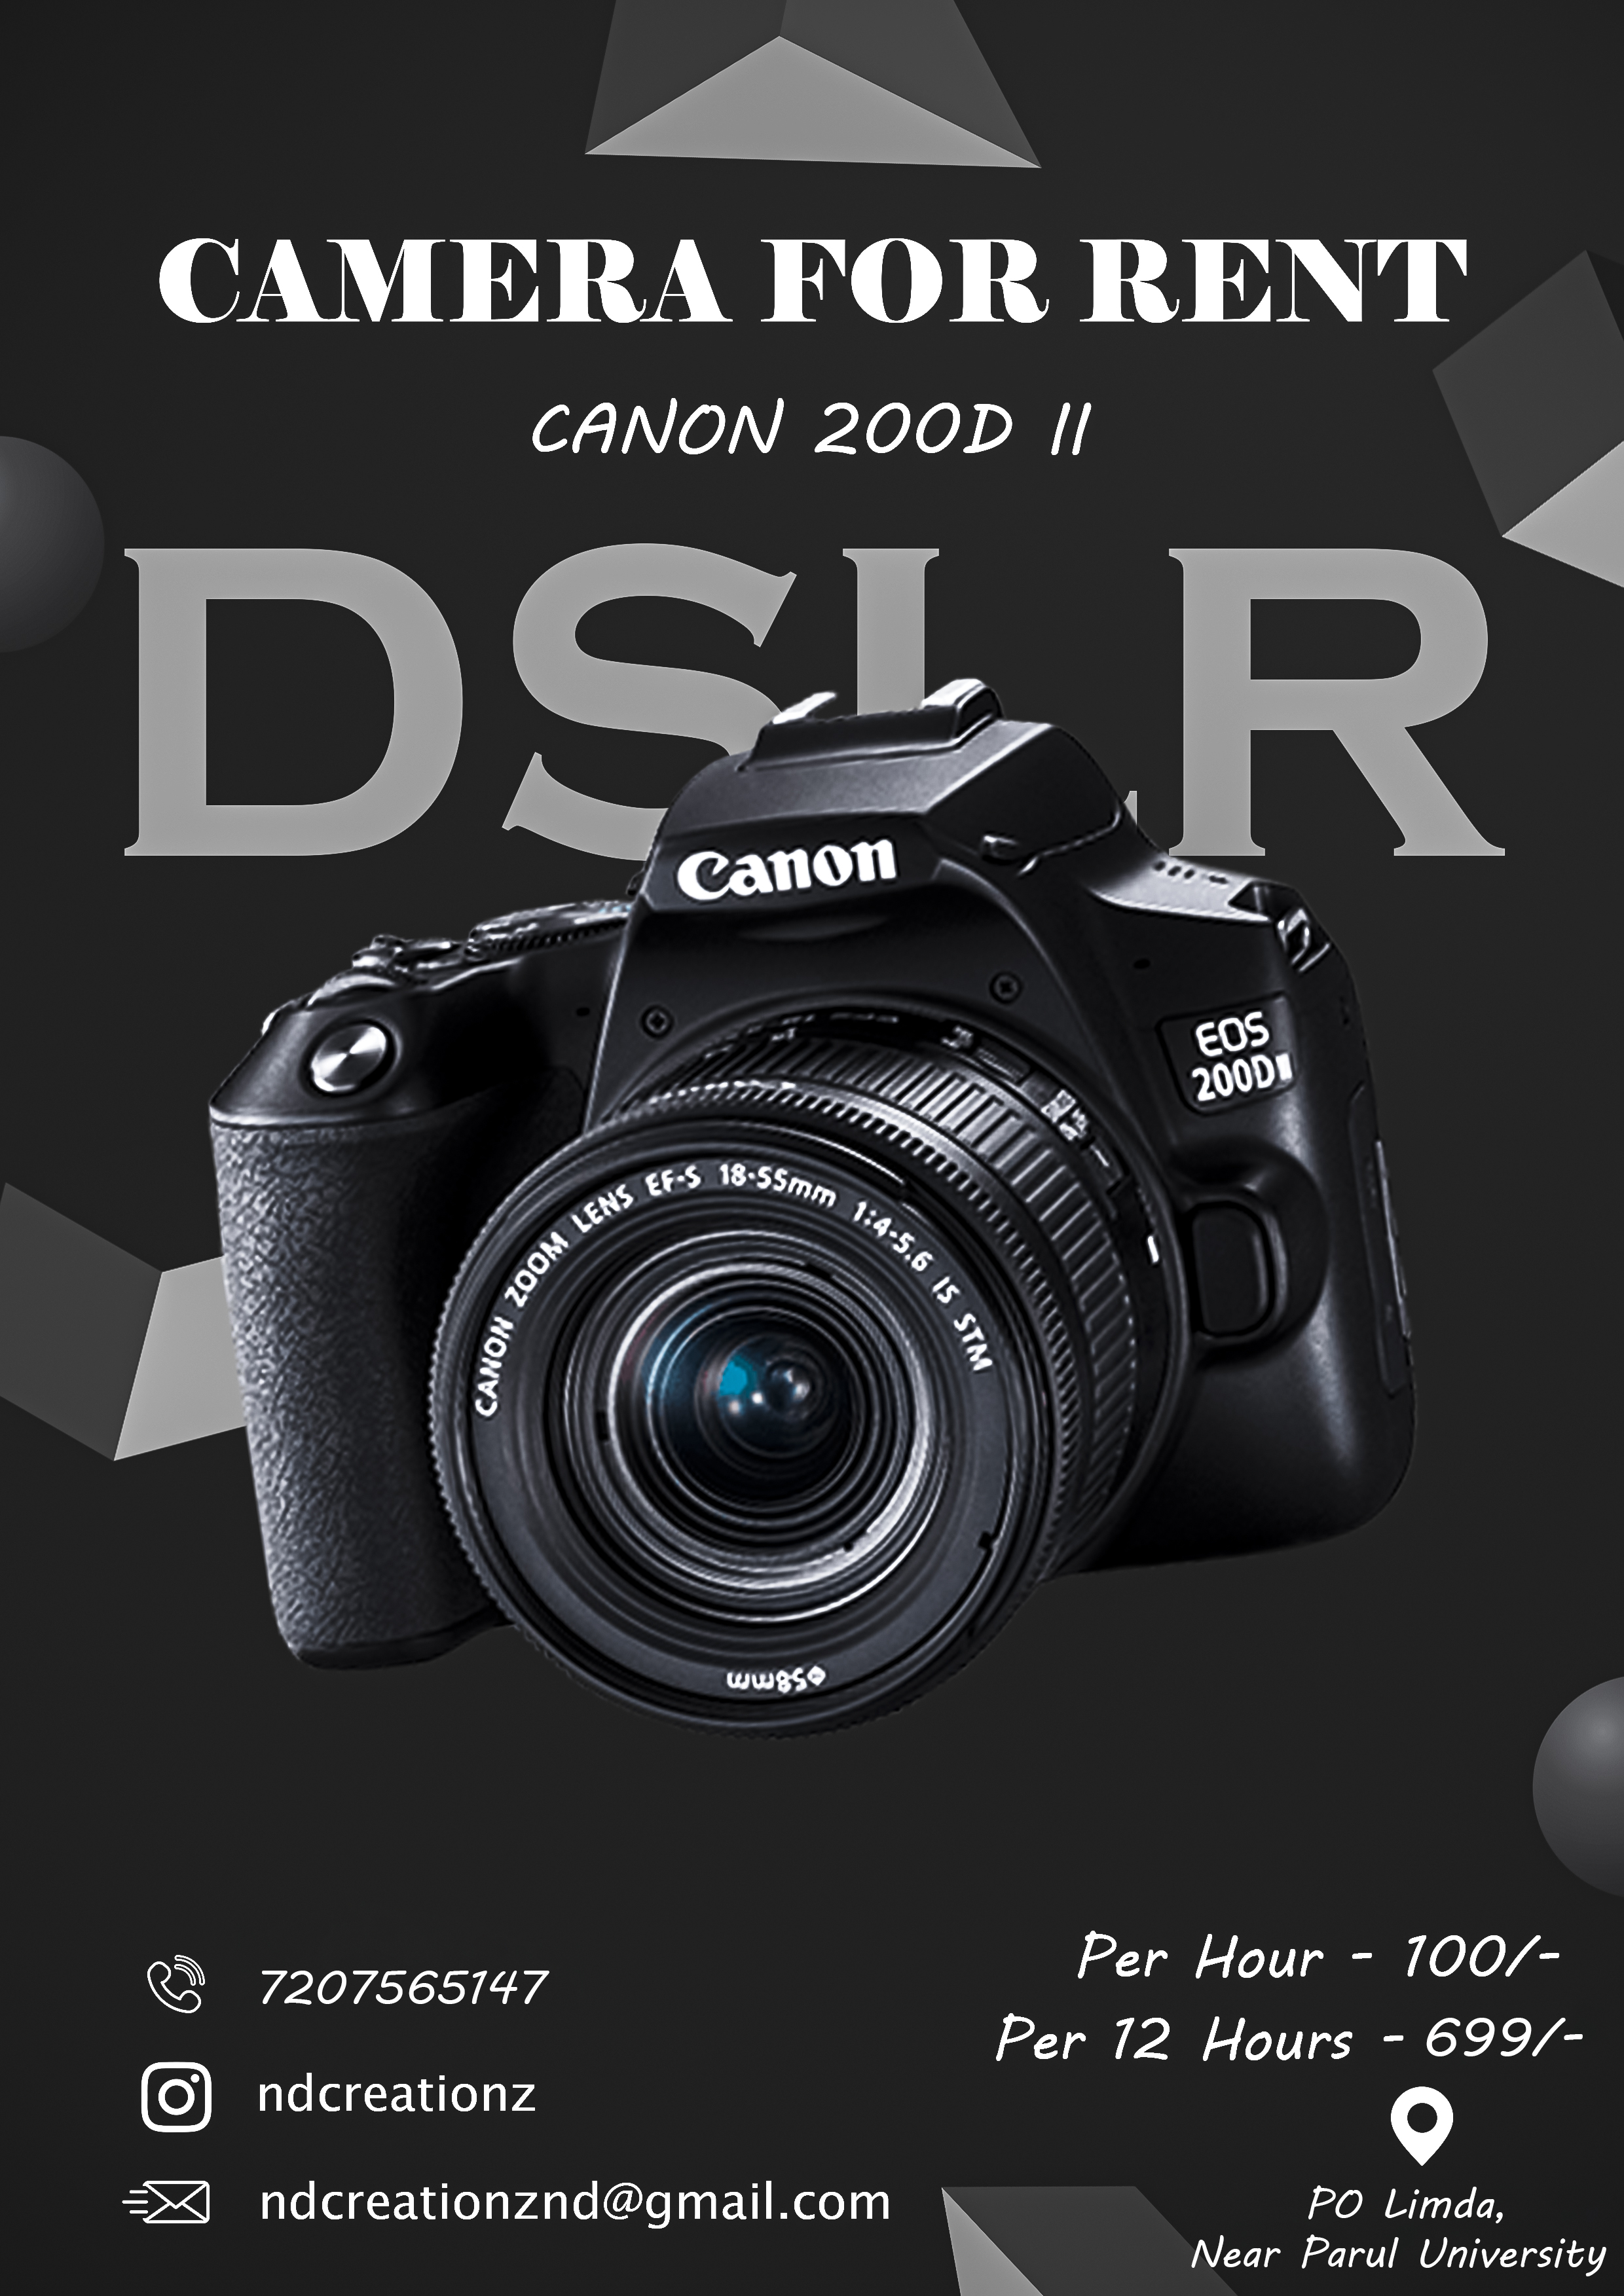 CAMERA FOR RENT
CANON 200D II
DSLR
Canon
EOS
200D II
CANON ZOOM LENS EF-S 18-55mm 1:4-5.6 IS STM
58mm
7207565147
ndcreationz
ndcreationznd@gmail.com
Per Hour - 100/-
Per 12 Hours - 699/-
PO Limda,
Near Parul University